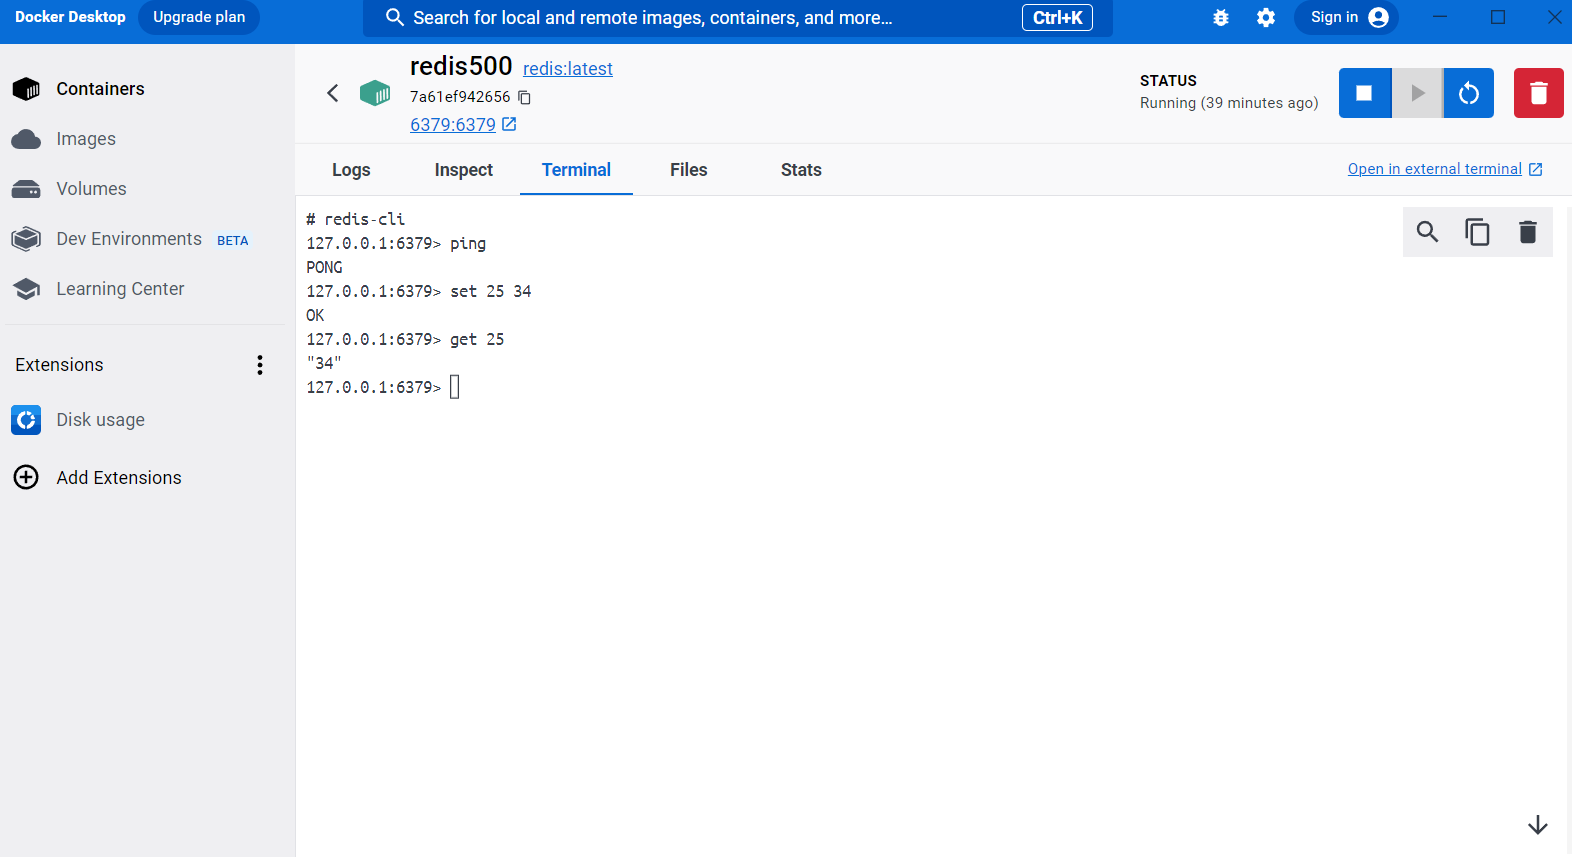 Docker Desktop Upgrade plan Search for local and remote images, containers, and more... Ctrl+K Sign in
Containers
Images
Volumes
Dev Environments BETA
Learning Center
Extensions
Disk usage
Add Extensions
redis500 redis:latest
7a61ef942656
6379:6379
STATUS
Running (39 minutes ago)
Logs Inspect Terminal Files Stats Open in external terminal
# redis-cli
127.0.0.1:6379> ping
PONG
127.0.0.1:6379> set 25 34
OK
127.0.0.1:6379> get 25
"34"
127.0.0.1:6379>